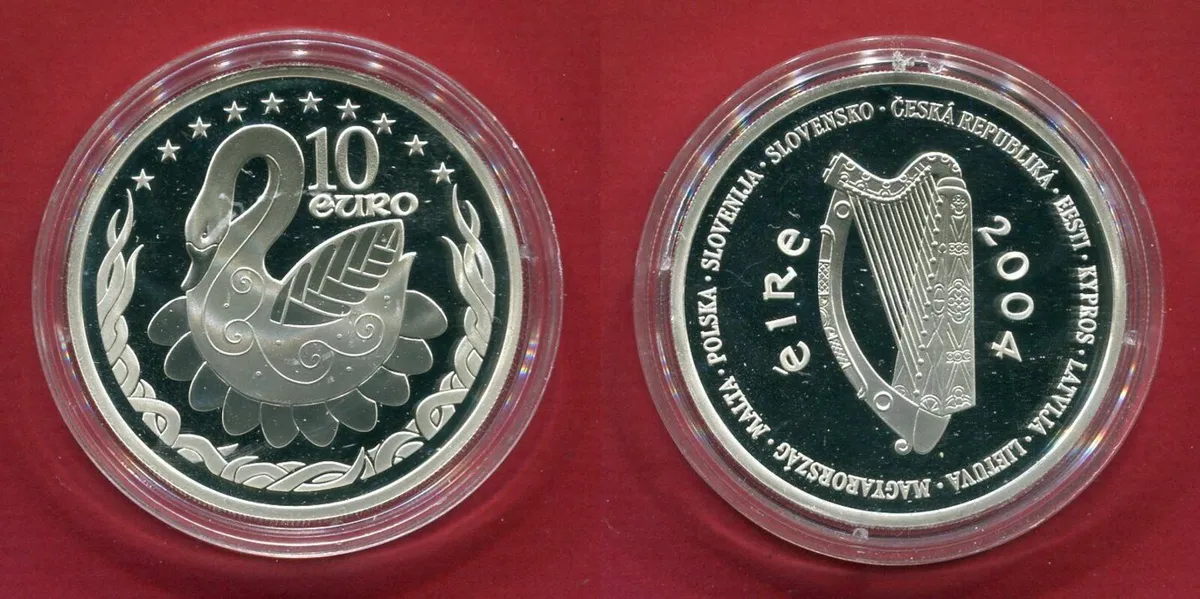 10
euro
ČESKÁ REPUBLIKA · EESTI · KYPROS · LATVIJA · LIETUVA · MAGYARORSZÁG · MALTA · POLSKA · SLOVENIJA · SLOVENSKO ·
éire
2004